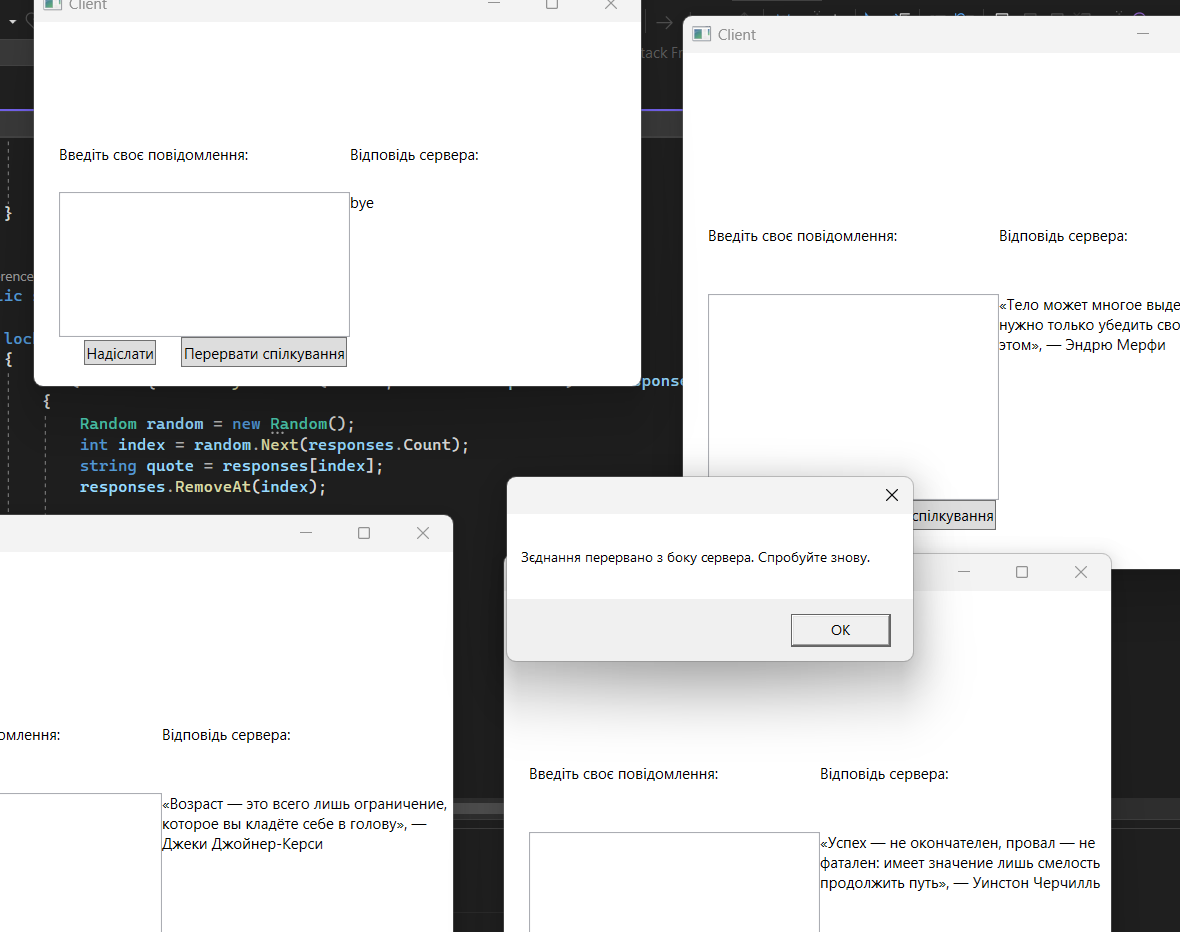 Client
Введіть своє повідомлення:
Відповідь сервера:
bye
Надіслати
Перервати спілкування
tack Fr
Client
Введіть своє повідомлення:
Відповідь сервера:
«Тело может многое выде
нужно только убедить сво
этом», — Эндрю Мерфи
спілкування
}
rence
lic
loc
{
ponse
{
Random random = new Random();
int index = random.Next(responses.Count);
string quote = responses[index];
responses.RemoveAt(index);
Зєднання перервано з боку сервера. Спробуйте знову.
OK
омлення:
Відповідь сервера:
«Возраст — это всего лишь ограничение,
которое вы кладёте себе в голову», —
Джеки Джойнер-Керси
Введіть своє повідомлення:
Відповідь сервера:
«Успех — не окончателен, провал — не
фатален: имеет значение лишь смелость
продолжить путь», — Уинстон Черчилль